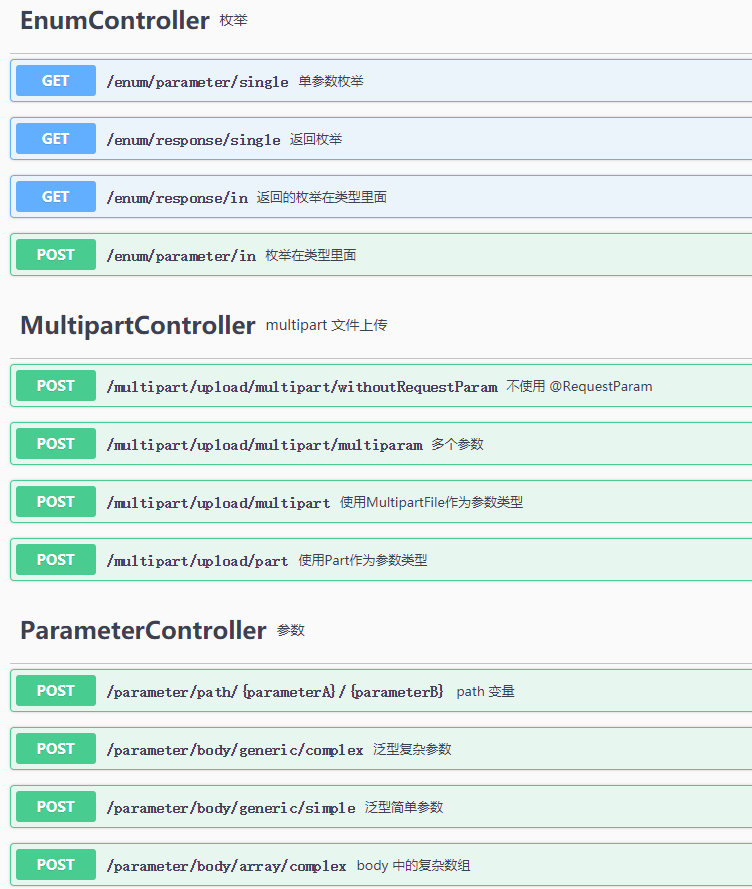 EnumController 枚举
GET /enum/parameter/single 单参数枚举
GET /enum/response/single 返回枚举
GET /enum/response/in 返回的枚举在类型里面
POST /enum/parameter/in 枚举在类型里面
MultipartController multipart 文件上传
POST /multipart/upload/multipart/withoutRequestParam 不使用 @RequestParam
POST /multipart/upload/multipart/multiparam 多个参数
POST /multipart/upload/multipart 使用MultipartFile作为参数类型
POST /multipart/upload/part 使用Part作为参数类型
ParameterController 参数
POST /parameter/path/{parameterA}/{parameterB} path 变量
POST /parameter/body/generic/complex 泛型复杂参数
POST /parameter/body/generic/simple 泛型简单参数
POST /parameter/body/array/complex body 中的复杂数组